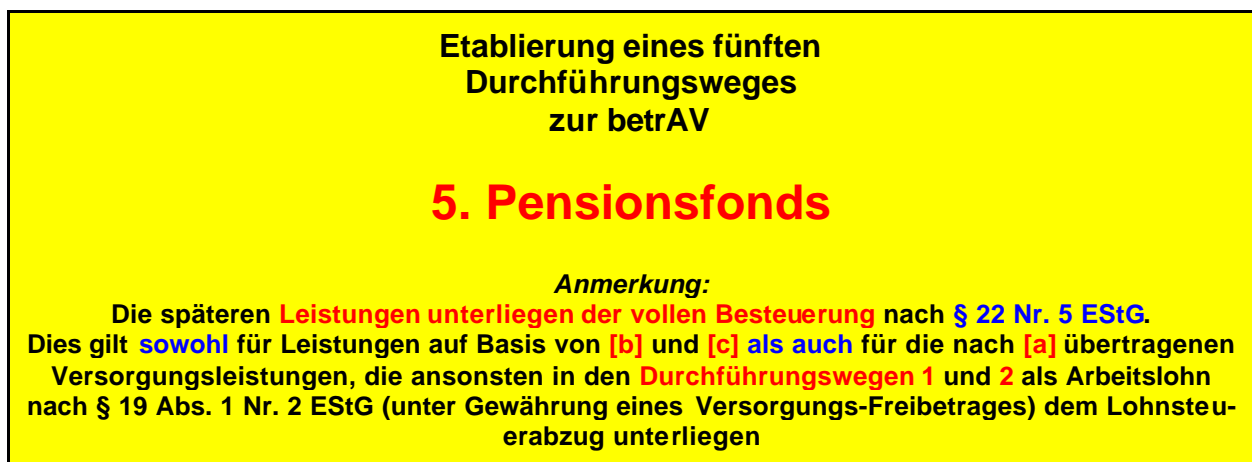 Etablierung eines fünften
Durchführungsweges
zur betrAV
5. Pensionsfonds
Anmerkung:
Die späteren Leistungen unterliegen der vollen Besteuerung nach § 22 Nr. 5 EStG.
Dies gilt sowohl für Leistungen auf Basis von [b] und [c] als auch für die nach [a] übertragenen
Versorgungsleistungen, die ansonsten in den Durchführungswegen 1 und 2 als Arbeitslohn
nach § 19 Abs. 1 Nr. 2 EStG (unter Gewährung eines Versorgungs-Freibetrages) dem Lohnsteu-
erabzug unterliegen